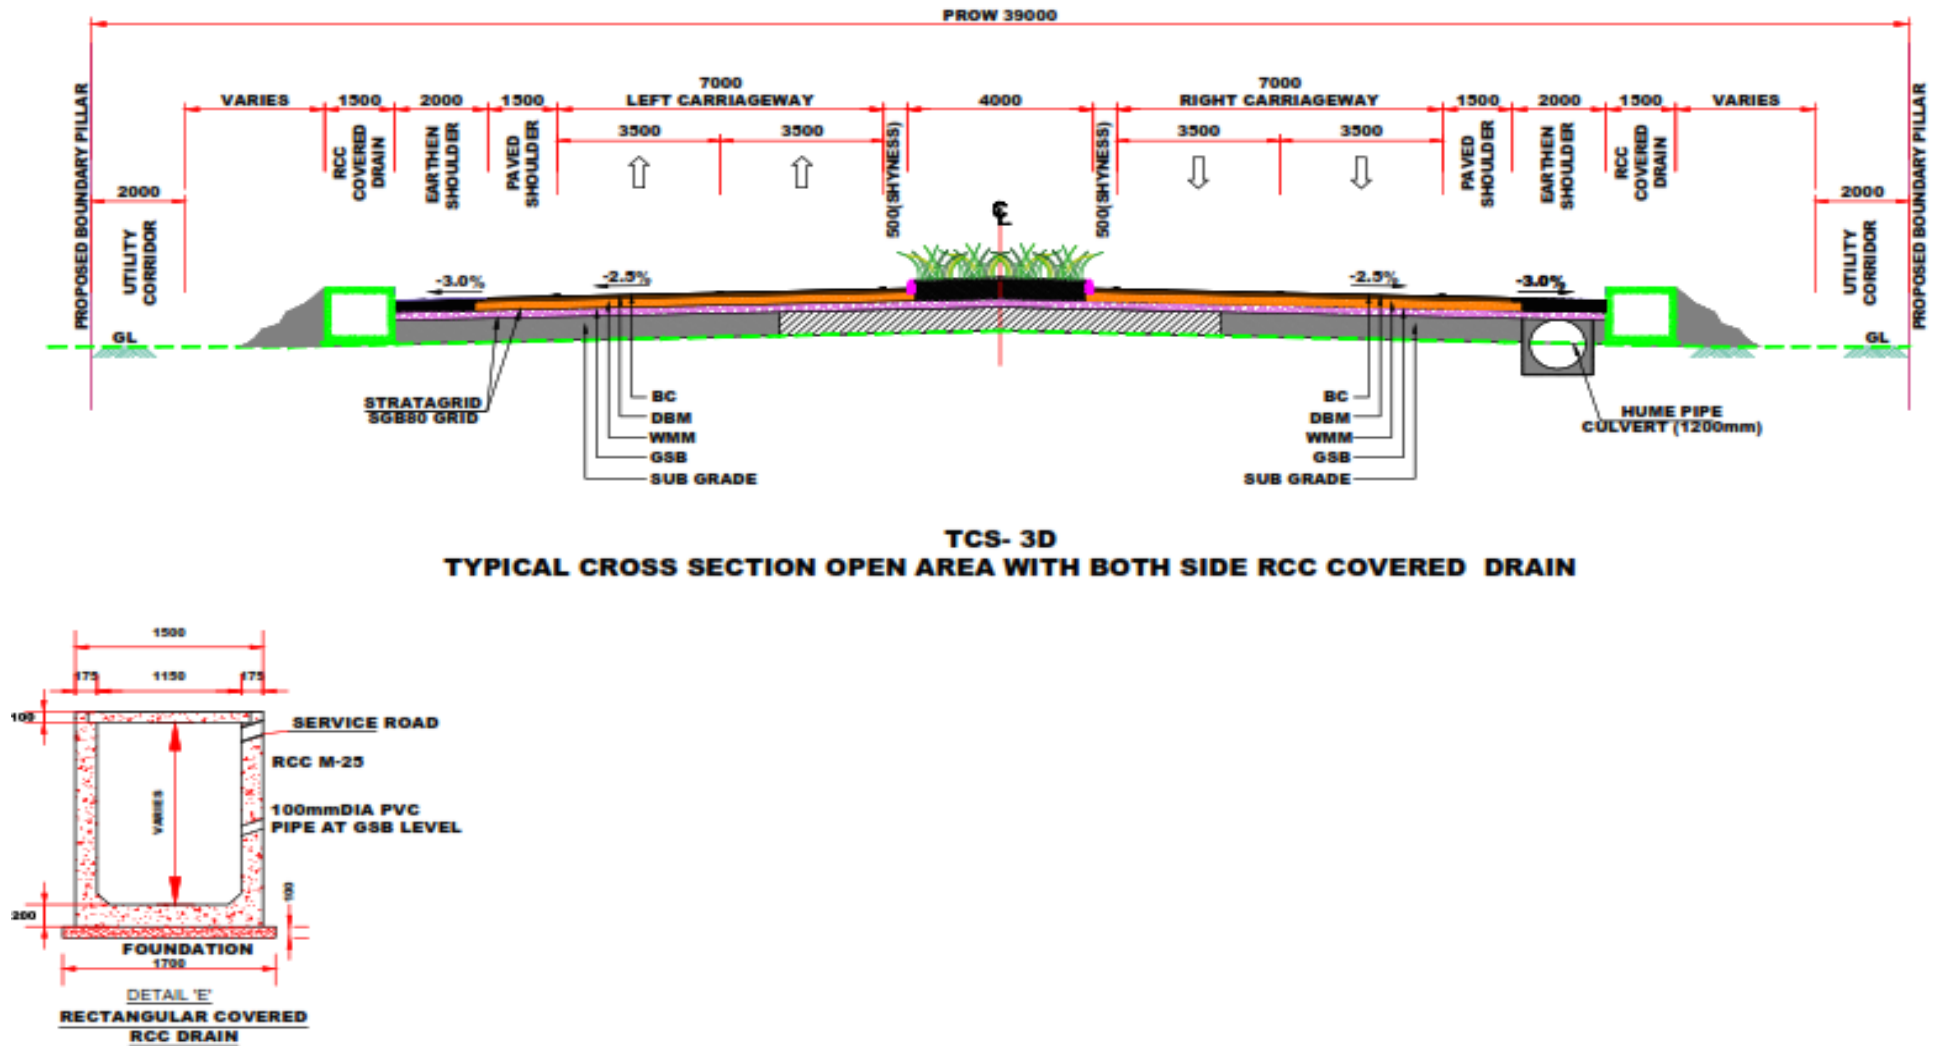 PROW 39000
7000
7000
VARIES
1500
2000
1500
LEFT CARRIAGEWAY
4000
RIGHT CARRIAGEWAY
1500
2000
1500
VARIES
3500
3500
3500
3500
PROPOSED BOUNDARY PILLAR
2000
UTILITY
CORRIDOR
RCC
COVERED
DRAIN
EARTHEN
SHOULDER
PAVED
SHOULDER
500(SHYNESS)
500(SHYNESS)
PAVED
SHOULDER
EARTHEN
SHOULDER
RCC
COVERED
DRAIN
2000
UTILITY
CORRIDOR
PROPOSED BOUNDARY PILLAR
℄
-3.0%
-2.5%
-2.5%
-3.0%
GL
GL
STRATAGRID
SGB80 GRID
BC
DBM
WMM
GSB
SUB GRADE
BC
DBM
WMM
GSB
SUB GRADE
HUME PIPE
CULVERT (1200mm)
TCS- 3D
TYPICAL CROSS SECTION OPEN AREA WITH BOTH SIDE RCC COVERED DRAIN
1500
175
1150
175
100
SERVICE ROAD
RCC M-25
VARIES
100mmDIA PVC
PIPE AT GSB LEVEL
100
200
FOUNDATION
1700
DETAIL 'E'
RECTANGULAR COVERED
RCC DRAIN